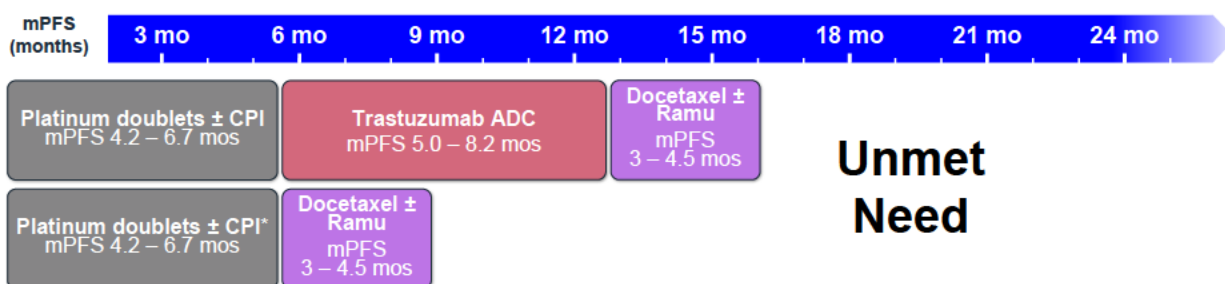 mPFS
(months)
3 mo 6 mo 9 mo 12 mo 15 mo 18 mo 21 mo 24 mo
Platinum doublets ± CPI
mPFS 4.2 – 6.7 mos
Trastuzumab ADC
mPFS 5.0 – 8.2 mos
Docetaxel ±
Ramu
mPFS
3 – 4.5 mos
Unmet
Need
Platinum doublets ± CPI*
mPFS 4.2 – 6.7 mos
Docetaxel ±
Ramu
mPFS
3 – 4.5 mos